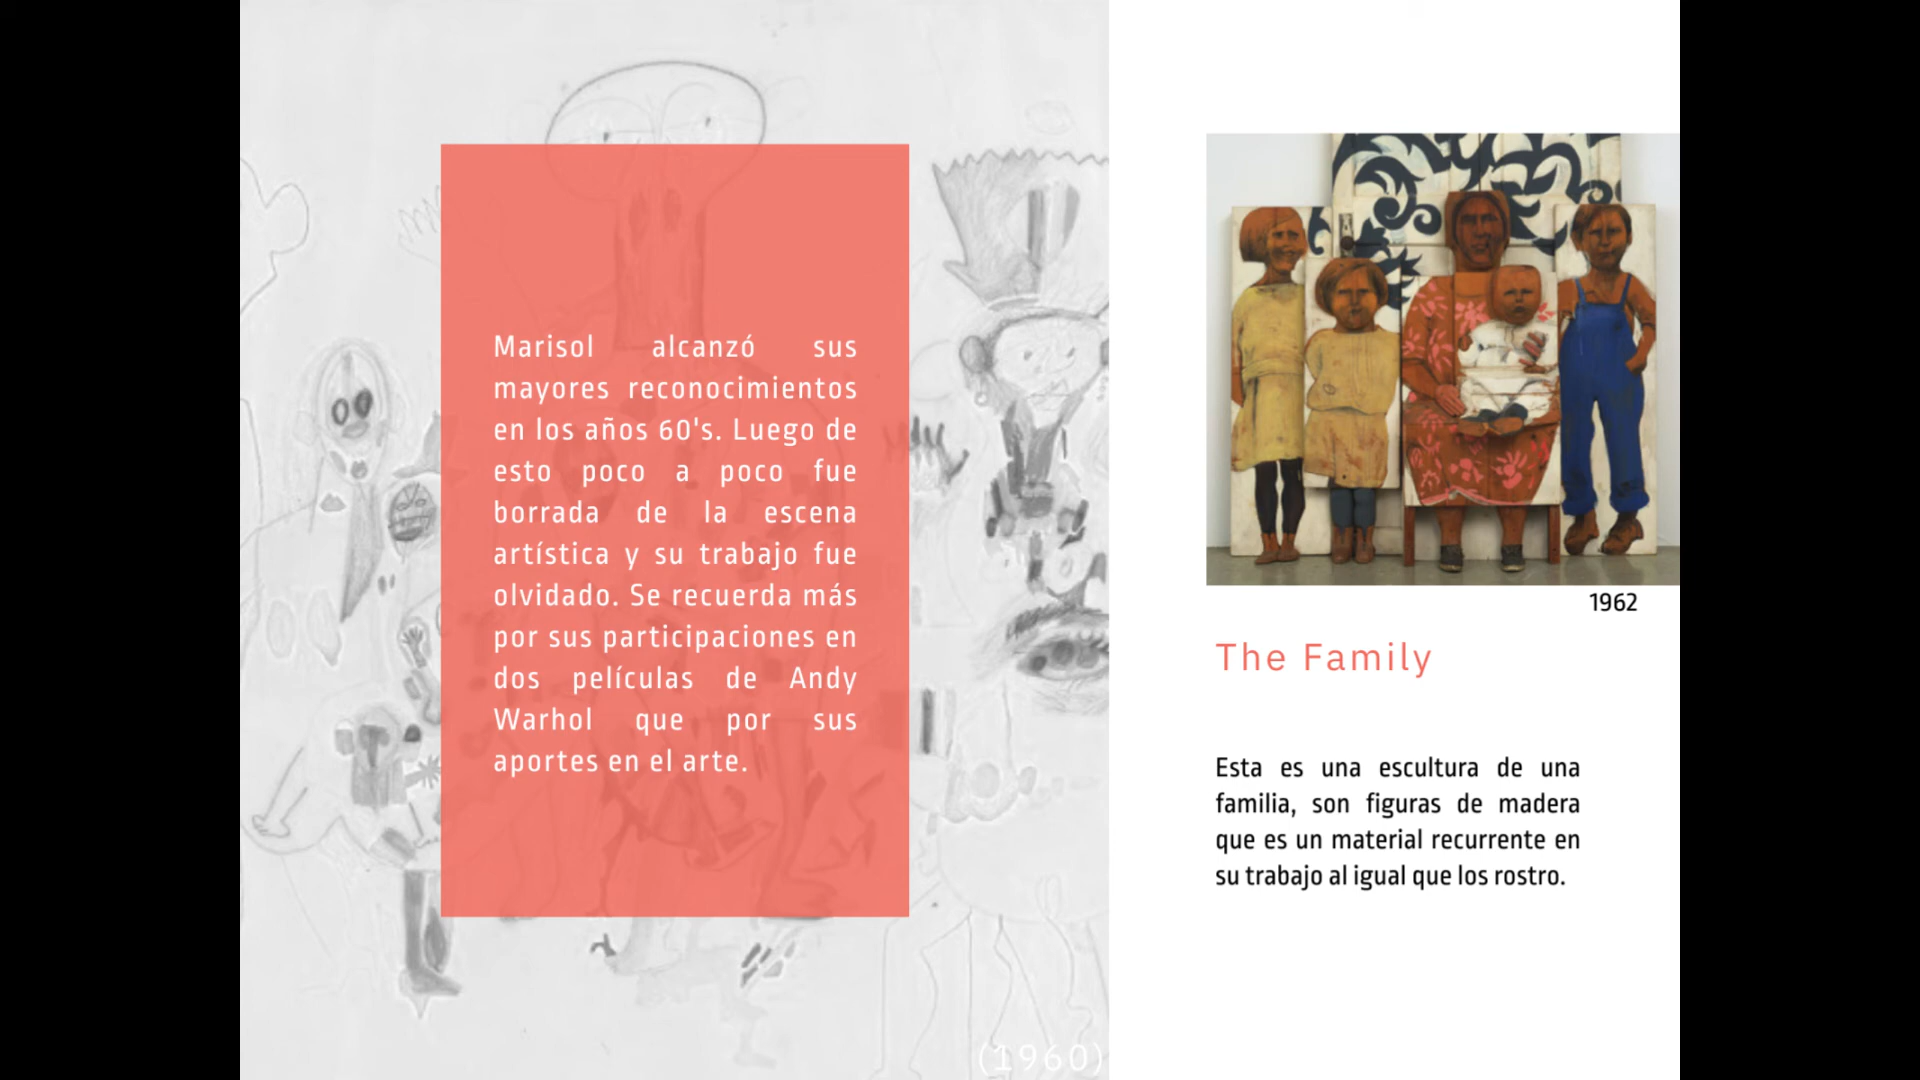 Marisol alcanzó sus
mayores reconocimientos
en los años 60's. Luego de
esto poco a poco fue
borrada de la escena
artística y su trabajo fue
olvidado. Se recuerda más
por sus participaciones en
dos películas de Andy
Warhol que por sus
aportes en el arte.
(1960)
1962
The Family
Esta es una escultura de una
familia, son figuras de madera
que es un material recurrente en
su trabajo al igual que los rostro.